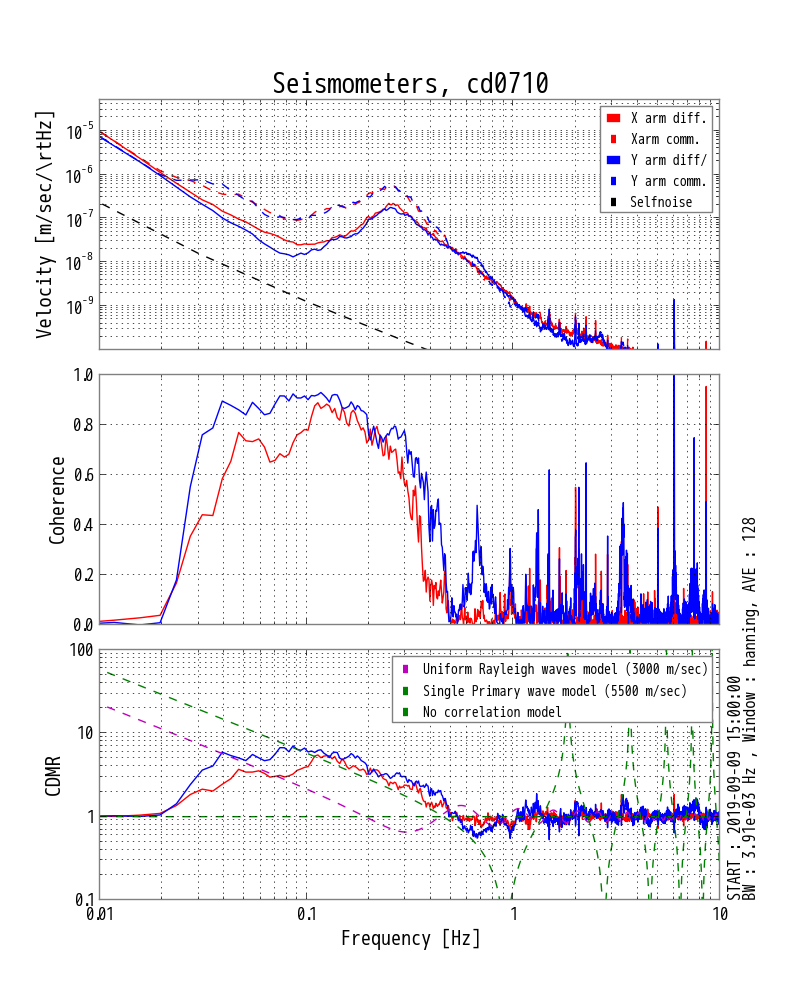 Seismometers, cd0710
Velocity [m/sec/\rtHz]
10^-5
10^-6
10^-7
10^-8
10^-9
X arm diff.
Xarm comm.
Y arm diff/
Y arm comm.
Selfnoise
Coherence
1.0
0.8
0.6
0.4
0.2
0.0
CDMR
100
10
1
0.1
Uniform Rayleigh waves model (3000 m/sec)
Single Primary wave model (5500 m/sec)
No correlation model
0.01
0.1
1
10
Frequency [Hz]
START : 2019-09-09 15:00:00
BW : 3.91e-03 Hz , Window : hanning, AVE : 128